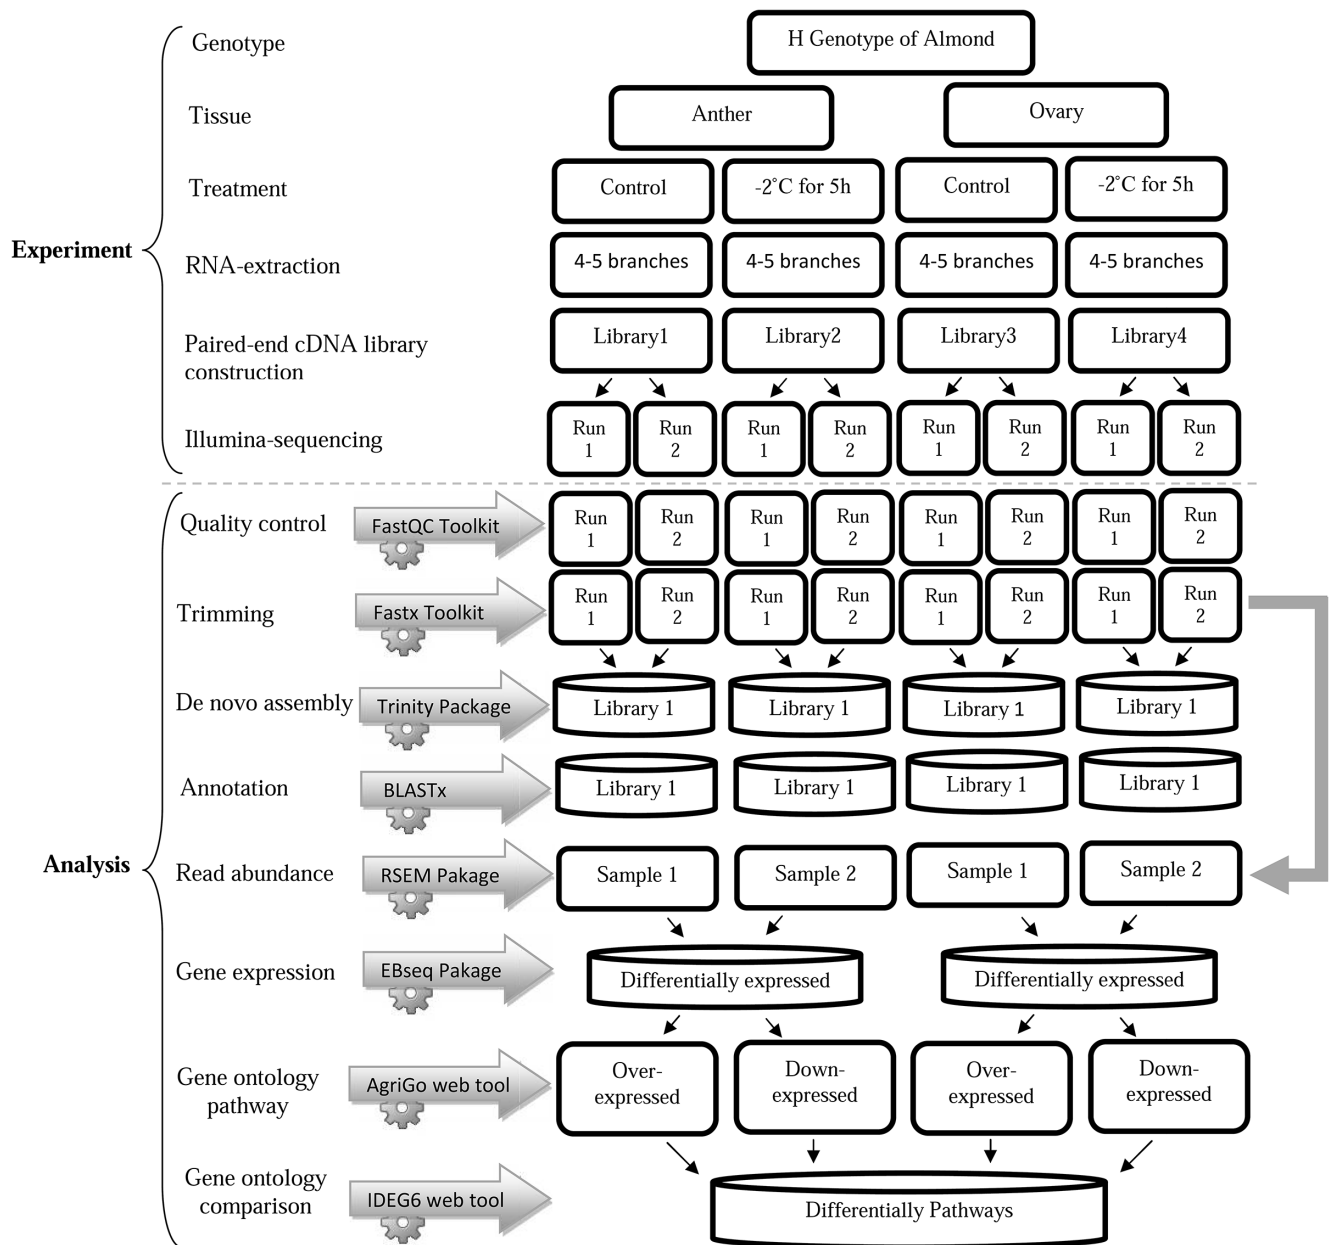 Genotype
H Genotype of Almond
Tissue
Anther
Ovary
Treatment
Control
-2°C for 5h
Control
-2°C for 5h
Experiment
RNA-extraction
4-5 branches
4-5 branches
4-5 branches
4-5 branches
Paired-end cDNA library
construction
Library1
Library2
Library3
Library4
Illumina-sequencing
Run
1
Run
2
Run
1
Run
2
Run
1
Run
2
Run
1
Run
2
Quality control
FastQC Toolkit
Run
1
Run
2
Run
1
Run
2
Run
1
Run
2
Run
1
Run
2
Trimming
Fastx Toolkit
Run
1
Run
2
Run
1
Run
2
Run
1
Run
2
Run
1
Run
2
De novo assembly
Trinity Package
Library 1
Library 1
Library 1
Library 1
Annotation
BLASTx
Library 1
Library 1
Library 1
Library 1
Analysis
Read abundance
RSEM Pakage
Sample 1
Sample 2
Sample 1
Sample 2
Gene expression
EBseq Pakage
Differentially expressed
Differentially expressed
Gene ontology
pathway
AgriGo web tool
Over-
expressed
Down-
expressed
Over-
expressed
Down-
expressed
Gene ontology
comparison
IDEG6 web tool
Differentially Pathways